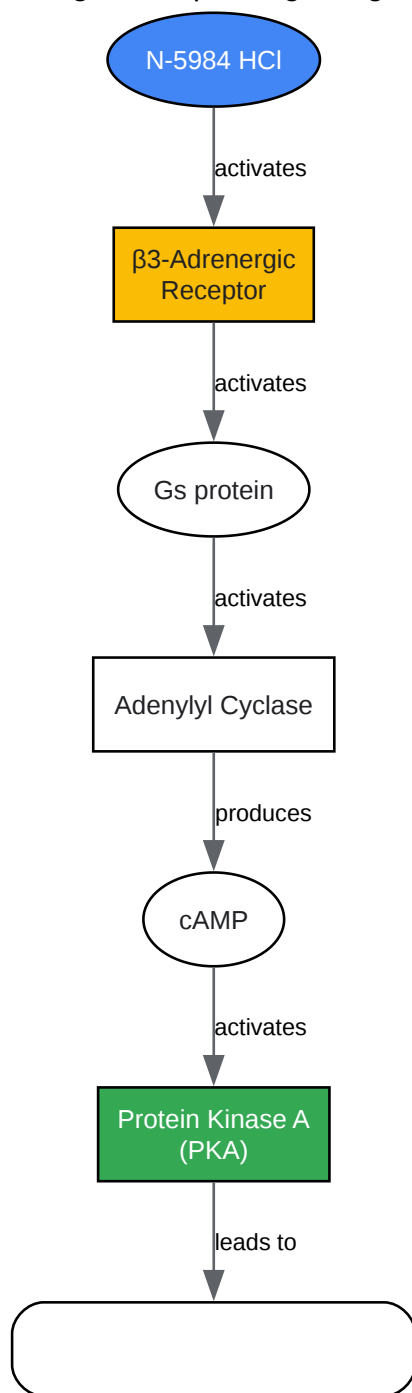 N-5984 HCl
activates
β3-Adrenergic
Receptor
activates
Gs protein
activates
Adenylyl Cyclase
produces
cAMP
activates
Protein Kinase A
(PKA)
leads to